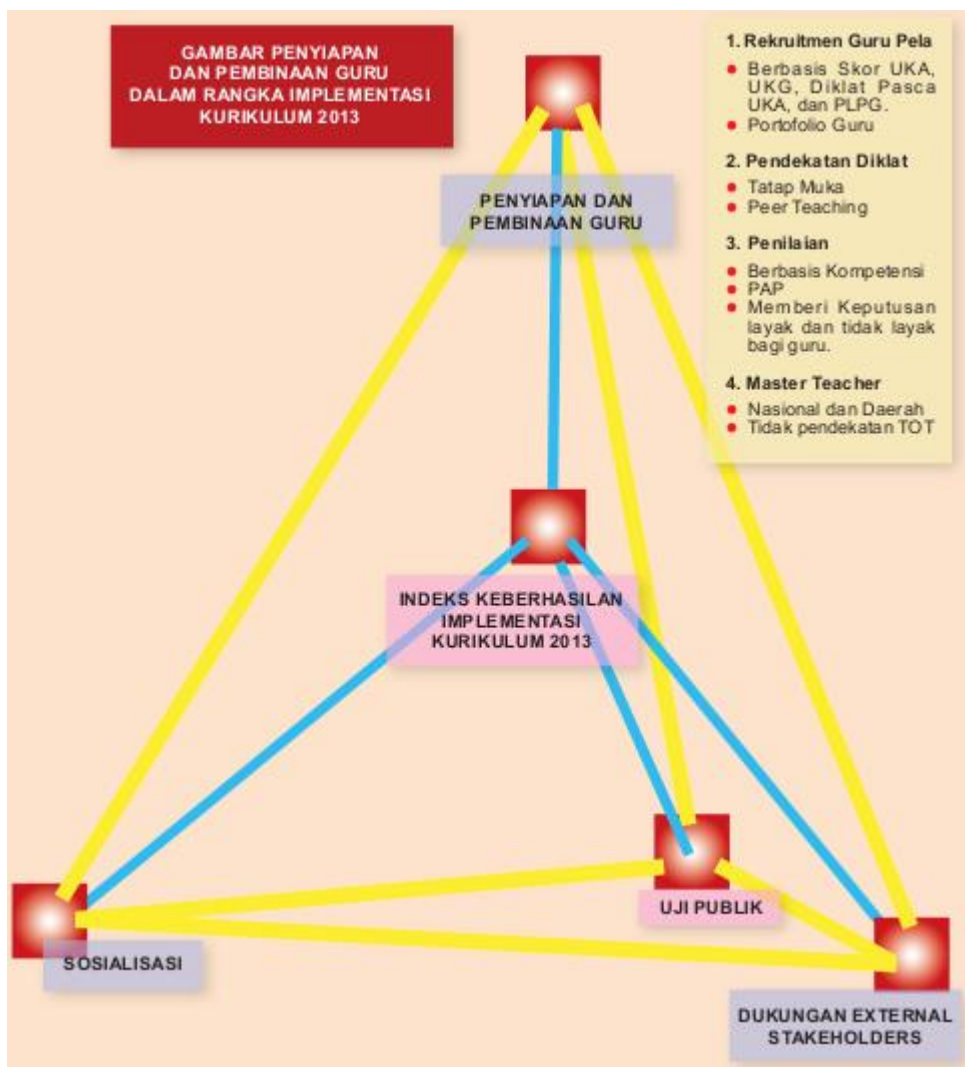 GAMBAR PENYIAPAN
DAN PEMBINAAN GURU
DALAM RANGKA IMPLEMENTASI
KURIKULUM 2013
1. Rekruitmen Guru Pela
Berbasis Skor UKA,
UKG, Diklat Pasca
UKA, dan PLPG.
Portofolio Guru
2. Pendekatan Diklat
Tatap Muka
Peer Teaching
3. Penilaian
Berbasis Kompetensi
PAP
Memberi Keputusan
layak dan tidak layak
bagi guru.
4. Master Teacher
Nasional dan Daerah
Tidak pendekatan TOT
PENYIAPAN DAN
PEMBINAAN GURU
INDEKS KEBERHASILAN
IMPLEMENTASI
KURIKULUM 2013
UJI PUBLIK
SOSIALISASI
DUKUNGAN EXTERNAL
STAKEHOLDERS